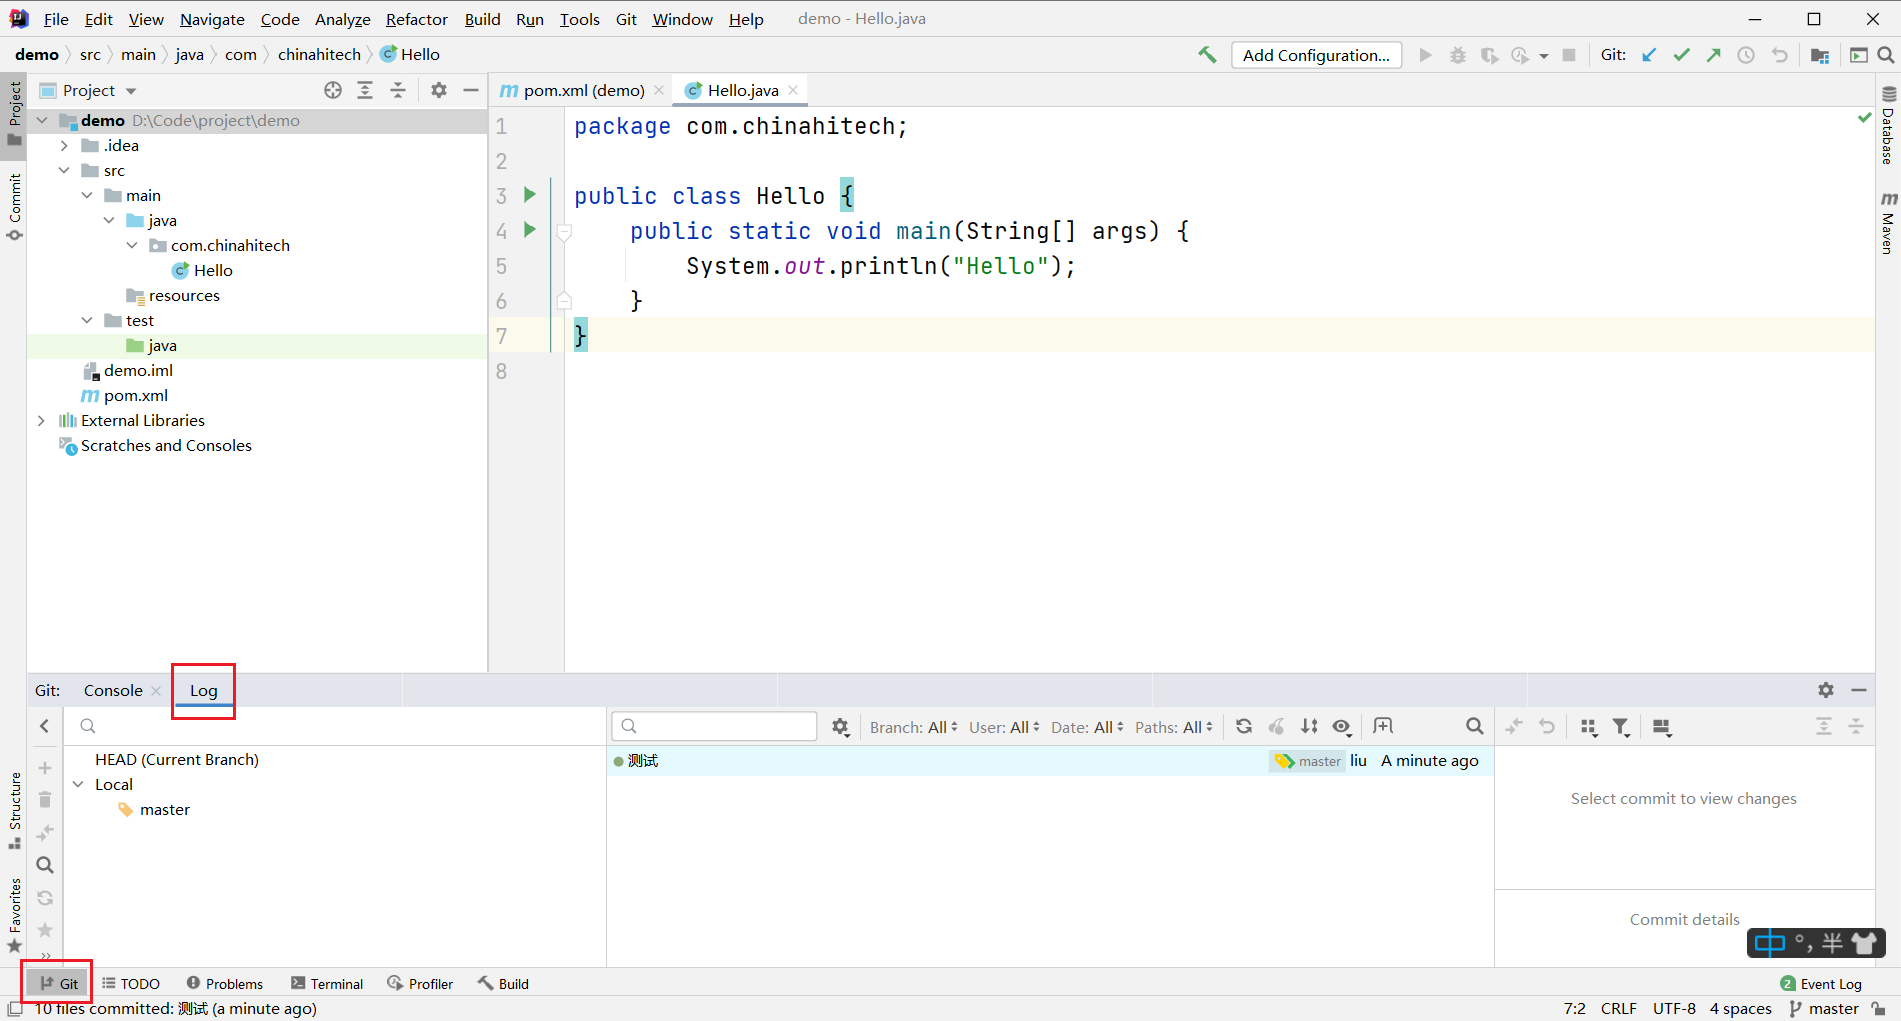 File Edit View Navigate Code Analyze Refactor Build Run Tools Git Window Help demo - Hello.java
demo src main java com chinahitech Hello Add Configuration... Git:
Project
pom.xml (demo) Hello.java
Project
Commit
Structure
Favorites
demo D:\Code\project\demo
.idea
src
main
java
com.chinahitech
Hello
resources
test
java
demo.iml
pom.xml
External Libraries
Scratches and Consoles
1 package com.chinahitech;
2
3 public class Hello {
4 public static void main(String[] args) {
5 System.out.println("Hello");
6 }
7 }
8
Database
Maven
Git: Console Log
Branch: All User: All Date: All Paths: All
HEAD (Current Branch)
Local
master
测试 master liu A minute ago
Select commit to view changes
Commit details
中 °, 半
Git TODO Problems Terminal Profiler Build 2 Event Log
10 files committed: 测试 (a minute ago) 7:2 CRLF UTF-8 4 spaces master